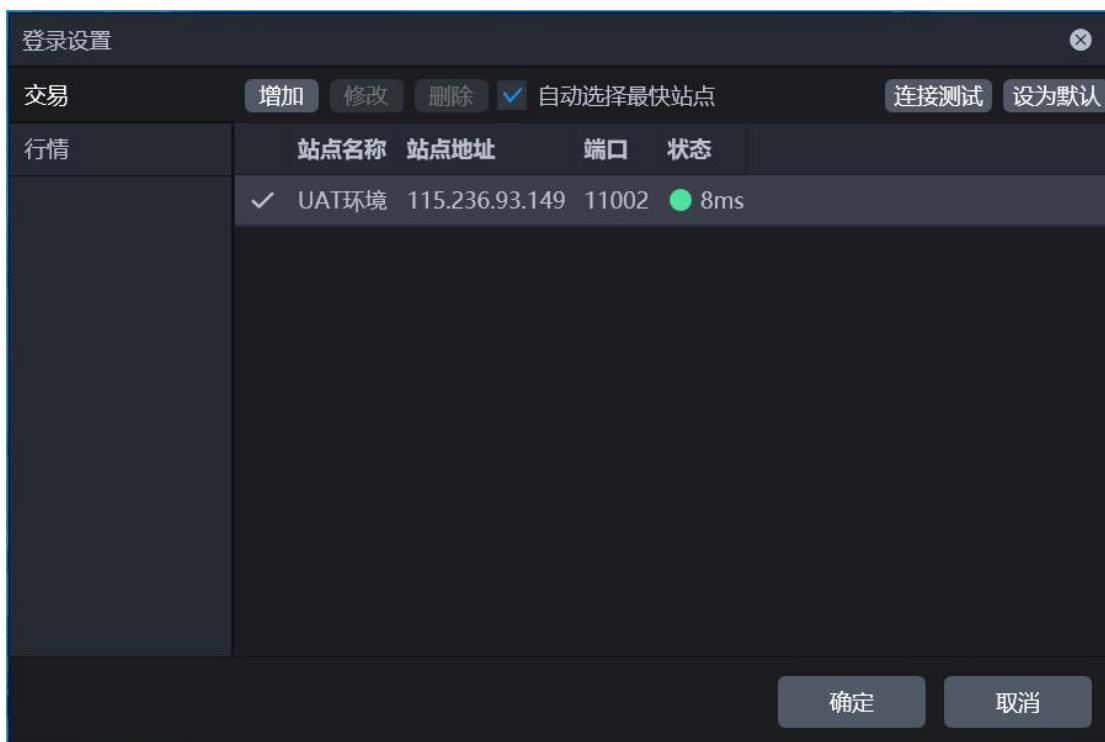 登录设置
交易 增加 修改 删除 自动选择最快站点 连接测试 设为默认
行情 站点名称 站点地址 端口 状态
UAT环境 115.236.93.149 11002 8ms
确定 取消